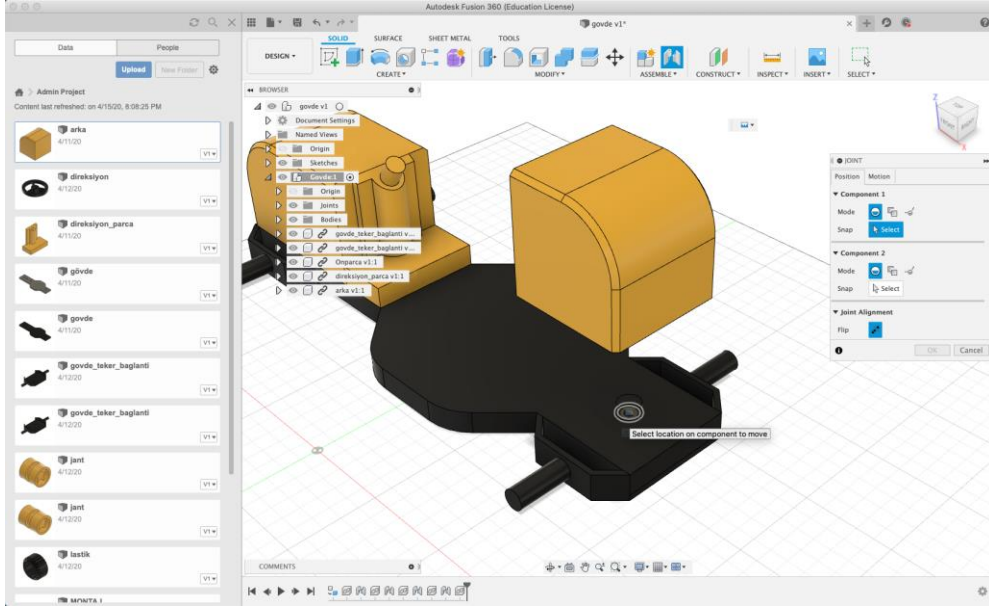 Autodesk Fusion 360 (Education License)
govde v1*
Data
People
Upload
New Folder
Admin Project
Content last refreshed: on 4/15/20, 8:08:25 PM
arka
4/11/20
V1
direksiyon
4/12/20
V1
direksiyon_parca
4/11/20
V1
gövde
4/11/20
V1
govde
4/11/20
V1
govde_teker_baglanti
4/12/20
V1
govde_teker_baglanti
4/12/20
V1
jant
4/12/20
V1
jant
4/12/20
V1
lastik
4/12/20
V1
MONTAJ
DESIGN
SOLID
SURFACE
SHEET METAL
TOOLS
CREATE
MODIFY
ASSEMBLE
CONSTRUCT
INSPECT
INSERT
SELECT
BROWSER
govde v1
Document Settings
Named Views
Origin
Sketches
Govde:1
Origin
Joints
Bodies
govde_teker_baglanti v...
govde_teker_baglanti v...
Onparca v1:1
direksiyon_parca v1:1
arka v1:1
Z
TOP
FRONT
RIGHT
X
JOINT
Position
Motion
Component 1
Mode
Snap
Select
Component 2
Mode
Snap
Select
Joint Alignment
Flip
OK
Cancel
Select location on component to move
COMMENTS